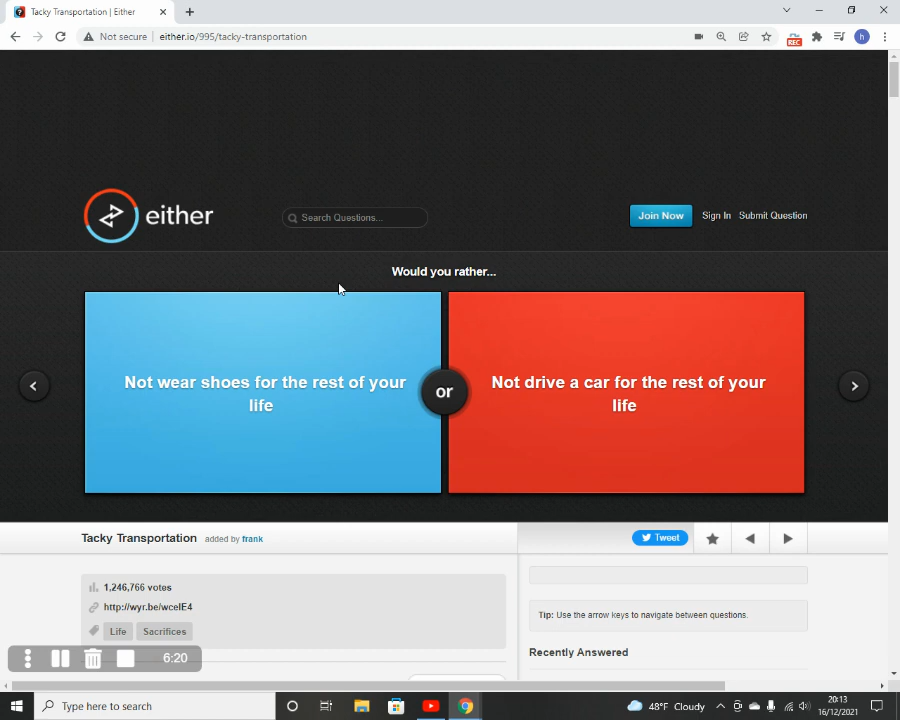 Tacky Transportation | Either
Not secure | either.io/995/tacky-transportation
REC
h
either
Search Questions...
Join Now Sign In Submit Question
Would you rather...
Not wear shoes for the rest of your
life
or
Not drive a car for the rest of your
life
Tacky Transportation added by frank
Tweet
1,246,766 votes
http://wyr.be/wceIE4
Life Sacrifices
Tip: Use the arrow keys to navigate between questions.
Recently Answered
6:20
Type here to search
48°F Cloudy
20:13
16/12/2021